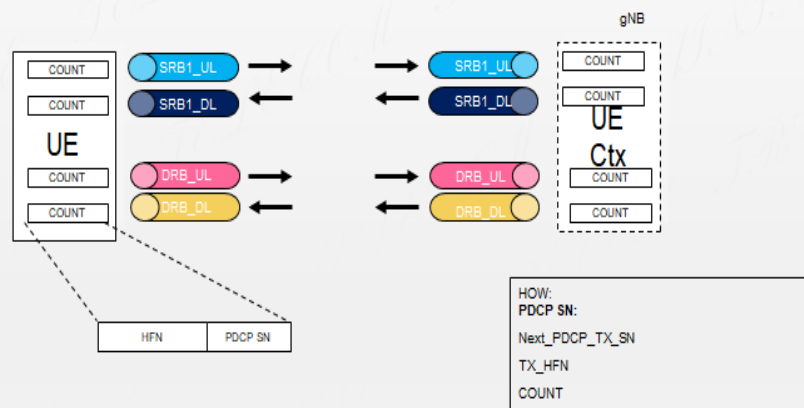 gNB
COUNT
SRB1_UL
SRB1_UL
COUNT
COUNT
SRB1_DL
SRB1_DL
COUNT
UE
UE
Ctx
COUNT
DRB_UL
DRB_UL
COUNT
COUNT
DRB_DL
DRB_DL
COUNT
HFN
PDCP SN
HOW:
PDCP SN:
Next_PDCP_TX_SN
TX_HFN
COUNT